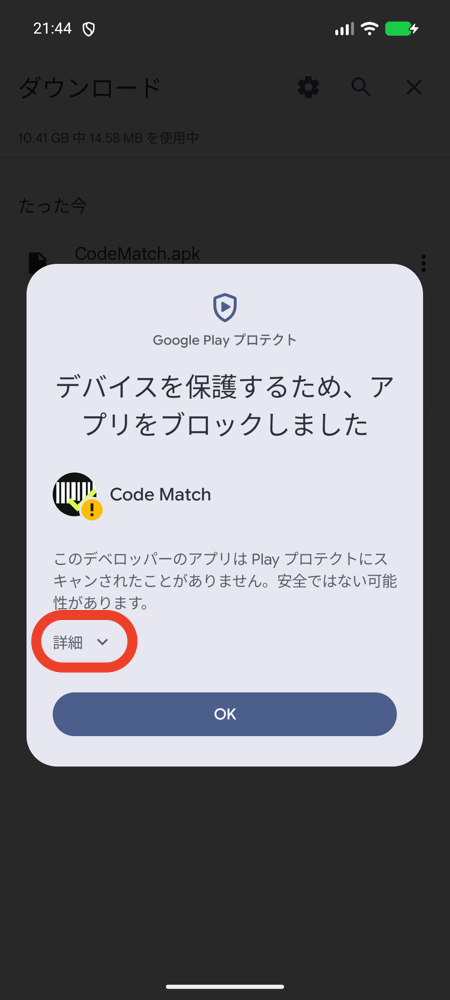 21:44
ダウンロード
10.41 GB 中 14.58 MB を使用中
たった今
CodeMatch.apk
Google Play プロテクト
デバイスを保護するため、ア
プリをブロックしました
Code Match
このデベロッパーのアプリは Play プロテクトにス
キャンされたことがありません。安全ではない可能
性があります。
詳細
OK